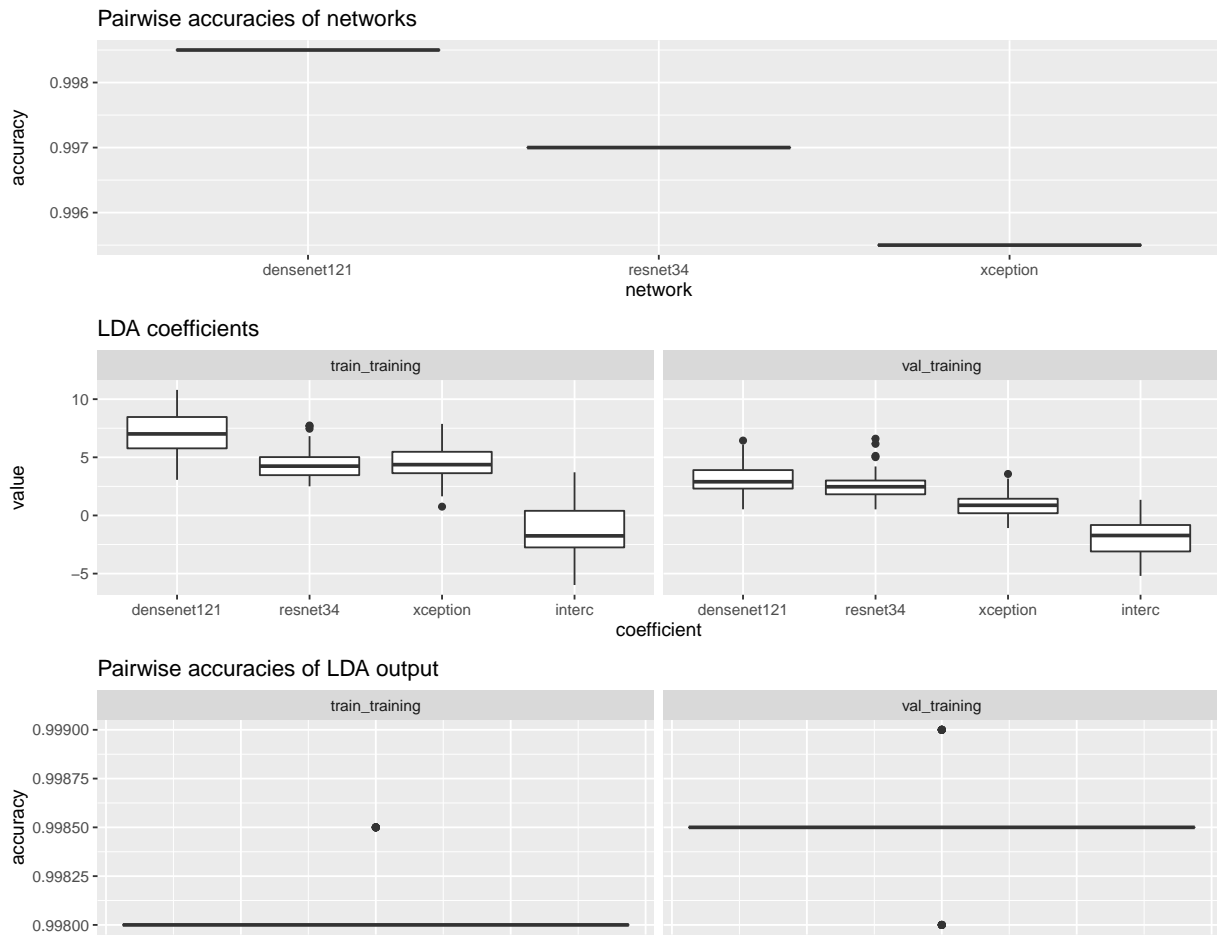 Pairwise accuracies of networks
accuracy
0.998
0.997
0.996
densenet121 resnet34 xception
network
LDA coefficients
train_training val_training
value
10
5
0
−5
densenet121 resnet34 xception interc densenet121 resnet34 xception interc
coefficient
Pairwise accuracies of LDA output
train_training val_training
accuracy
0.99900
0.99875
0.99850
0.99825
0.99800